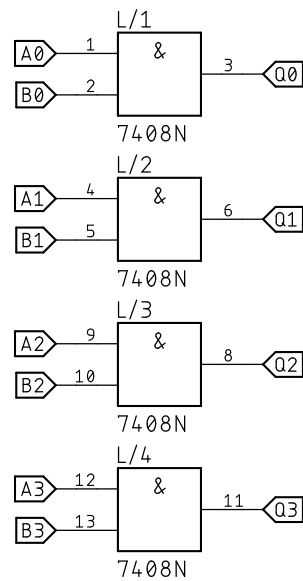 L/1
A0 1 & 3 Q0
B0 2
7408N
L/2
A1 4 & 6 Q1
B1 5
7408N
L/3
A2 9 & 8 Q2
B2 10
7408N
L/4
A3 12 & 11 Q3
B3 13
7408N